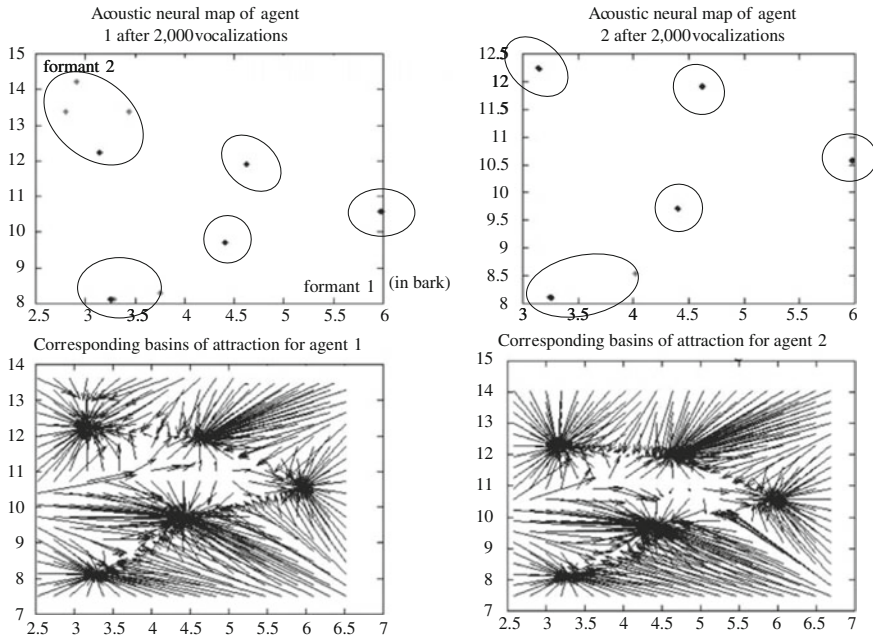 Acoustic neural map of agent
1 after 2,000 vocalizations
Acoustic neural map of agent
2 after 2,000 vocalizations
15
14
13
12
11
10
9
8
formant 2
formant 1 (in bark)
2.5 3 3.5 4 4.5 5 5.5 6
12.5
12
11.5
11
10.5
10
9.5
9
8.5
8
3 3.5 4 4.5 5 5.5 6
Corresponding basins of attraction for agent 1
14
13
12
11
10
9
8
7
2.5 3 3.5 4 4.5 5 5.5 6 6.5 7
Corresponding basins of attraction for agent 2
15
14
13
12
11
10
9
8
7
2.5 3 3.5 4 4.5 5 5.5 6 6.5 7